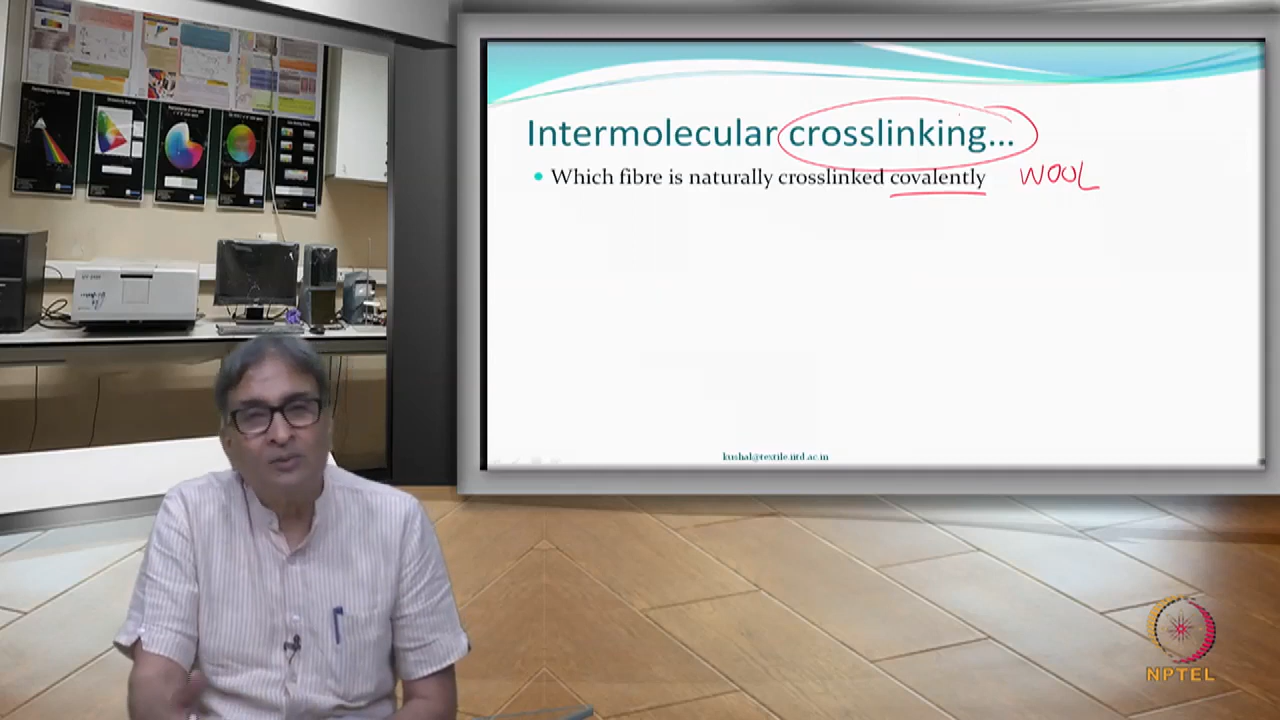 Intermolecular crosslinking...
• Which fibre is naturally crosslinked covalently WOOL
kushal@textile.iitd.ac.in
NPTEL